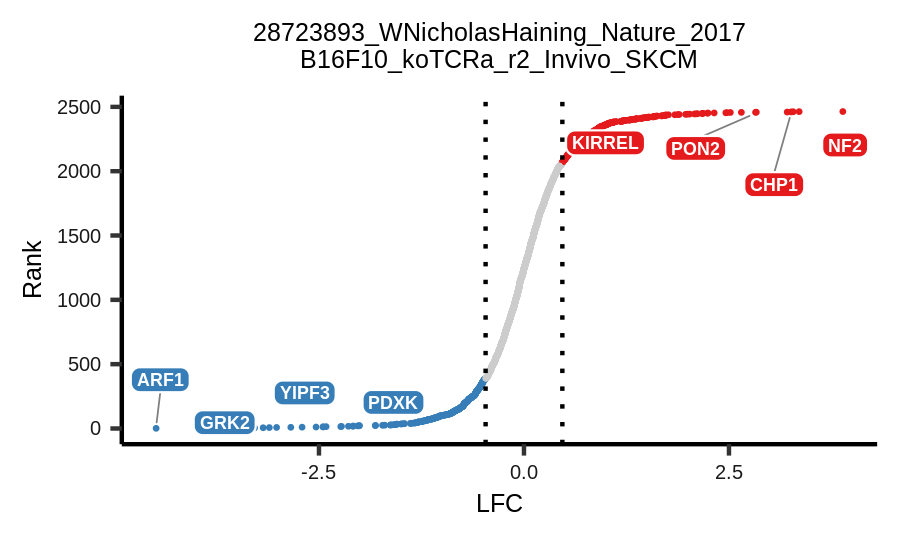 28723893_WNicholasHaining_Nature_2017
B16F10_koTCRa_r2_Invivo_SKCM
2500
2000
1500
1000
500
0
Rank
KIRREL
PON2
NF2
CHP1
ARF1
YIPF3
PDXK
GRK2
-2.5
0.0
2.5
LFC